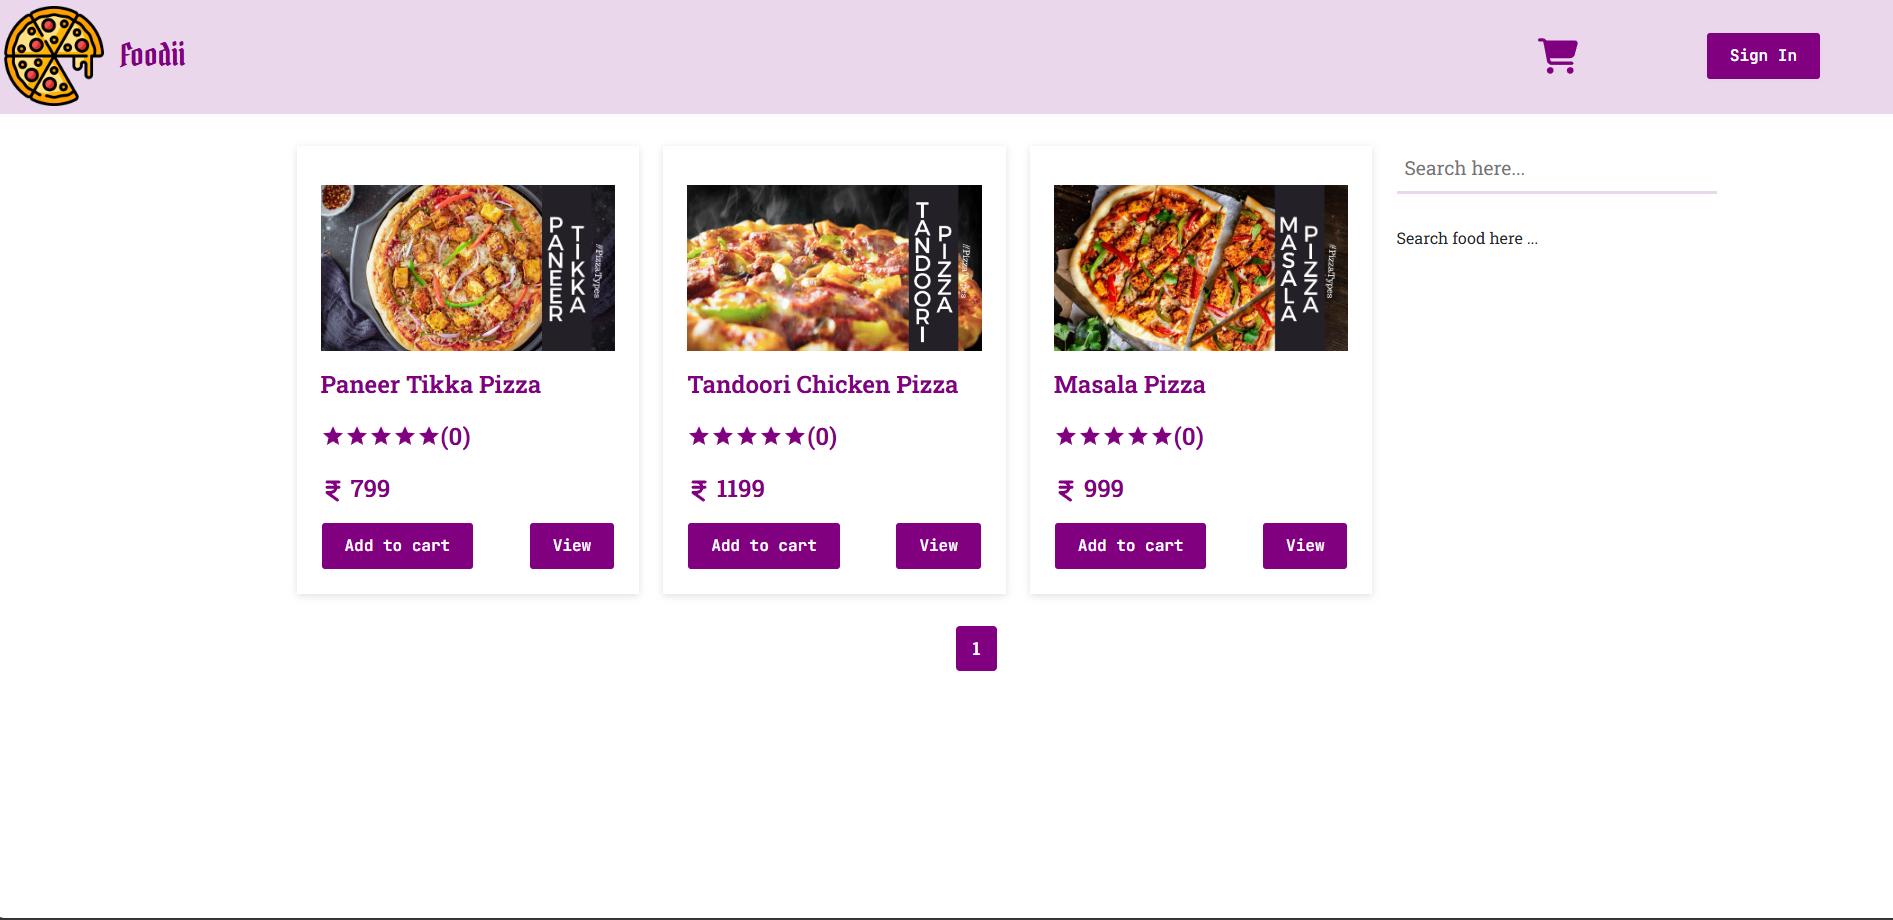 Foodii
Sign In
PANEER
TIKKA
#PizzaTypes
Paneer Tikka Pizza
(0)
₹ 799
Add to cart
View
TANDOORI
PIZZA
#PizzaTypes
Tandoori Chicken Pizza
(0)
₹ 1199
Add to cart
View
MASALA
PIZZA
#PizzaTypes
Masala Pizza
(0)
₹ 999
Add to cart
View
Search here...
Search food here ...
1